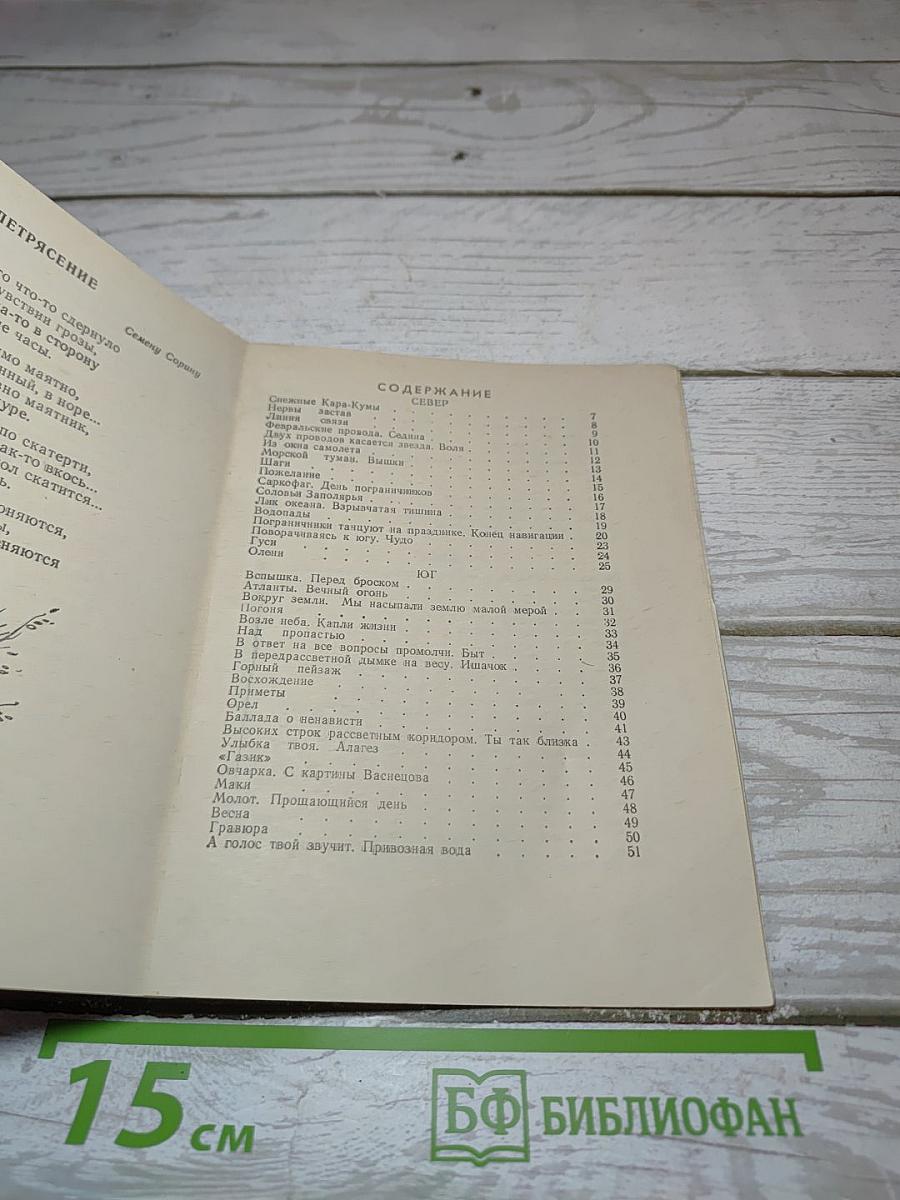 ПЕТРЯСЕНИЕ
Семену Сорину
что-то сдернуло
грозы,
в сторону
часы.
маятно,
в норе...
маятник,
по скатерти,
вкось...
скатится...
СОДЕРЖАНИЕ
СЕВЕР
Снежные Кара-Кумы . . . . . . . 7
Нервы застав . . . . . . . 8
Линия связи . . . . . . . 9
Февральские провода. Седина . . . . . . . 10
Двух проводов касается звезда. Воля . . . . . . . 11
Из окна самолета . . . . . . . 12
Морской туман. Вышки . . . . . . . 13
Шаги . . . . . . . 14
Пожелание . . . . . . . 15
Саркофаг. День пограничников . . . . . . . 16
Соловьи Заполярья . . . . . . . 17
Лик океана. Взрывчатая тишина . . . . . . . 18
Водопады . . . . . . . 19
Пограничники танцуют на празднике. Конец навигации . 20
Поворачиваясь к югу. Чудо . . . . . . . 23
Гуси . . . . . . . 24
Олени . . . . . . . 25
ЮГ
Вспышка. Перед броском . . . . . . . 29
Атланты. Вечный огонь . . . . . . . 30
Вокруг земли. Мы насыпали землю малой мерой . . 31
Погоня . . . . . . . 32
Возле неба. Капли жизни . . . . . . . 33
Над пропастью . . . . . . . 34
В ответ на все вопросы промолчи. Быт . . . . . 35
В передрассветной дымке на весу. Ишачок . . . . 36
Горный пейзаж . . . . . . . 37
Восхождение . . . . . . . 38
Приметы . . . . . . . 39
Орел . . . . . . . 40
Баллада о ненависти . . . . . . . 41
Высоких строк рассветным коридором. Ты так близка . 43
Улыбка твоя. Алагез . . . . . . . 44
«Газик» . . . . . . . 45
Овчарка. С картины Васнецова . . . . . . . 46
Маки . . . . . . . 47
Молот. Прощающийся день . . . . . . . 48
Весна . . . . . . . 49
Гравюра . . . . . . . 50
А голос твой звучит. Привозная вода . . . . . 51
15 см
БФ БИБЛИОФАН